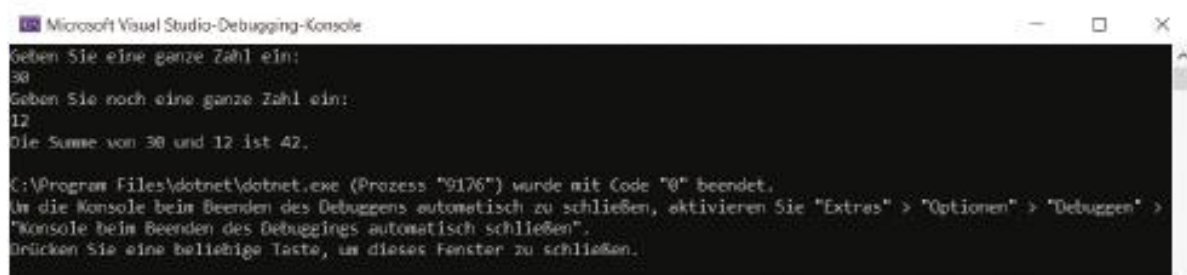 Microsoft Visual Studio-Debugging-Konsole
Geben Sie eine ganze Zahl ein:
30
Geben Sie noch eine ganze Zahl ein:
12
Die Summe von 30 und 12 ist 42.
C:\Program Files\dotnet\dotnet.exe (Prozess "9176") wurde mit Code "0" beendet.
Um die Konsole beim Beenden des Debuggens automatisch zu schließen, aktivieren Sie "Extras" > "Optionen" > "Debuggen" >
"Konsole beim Beenden des Debuggings automatisch schließen".
Drücken Sie eine beliebige Taste, um dieses Fenster zu schließen.